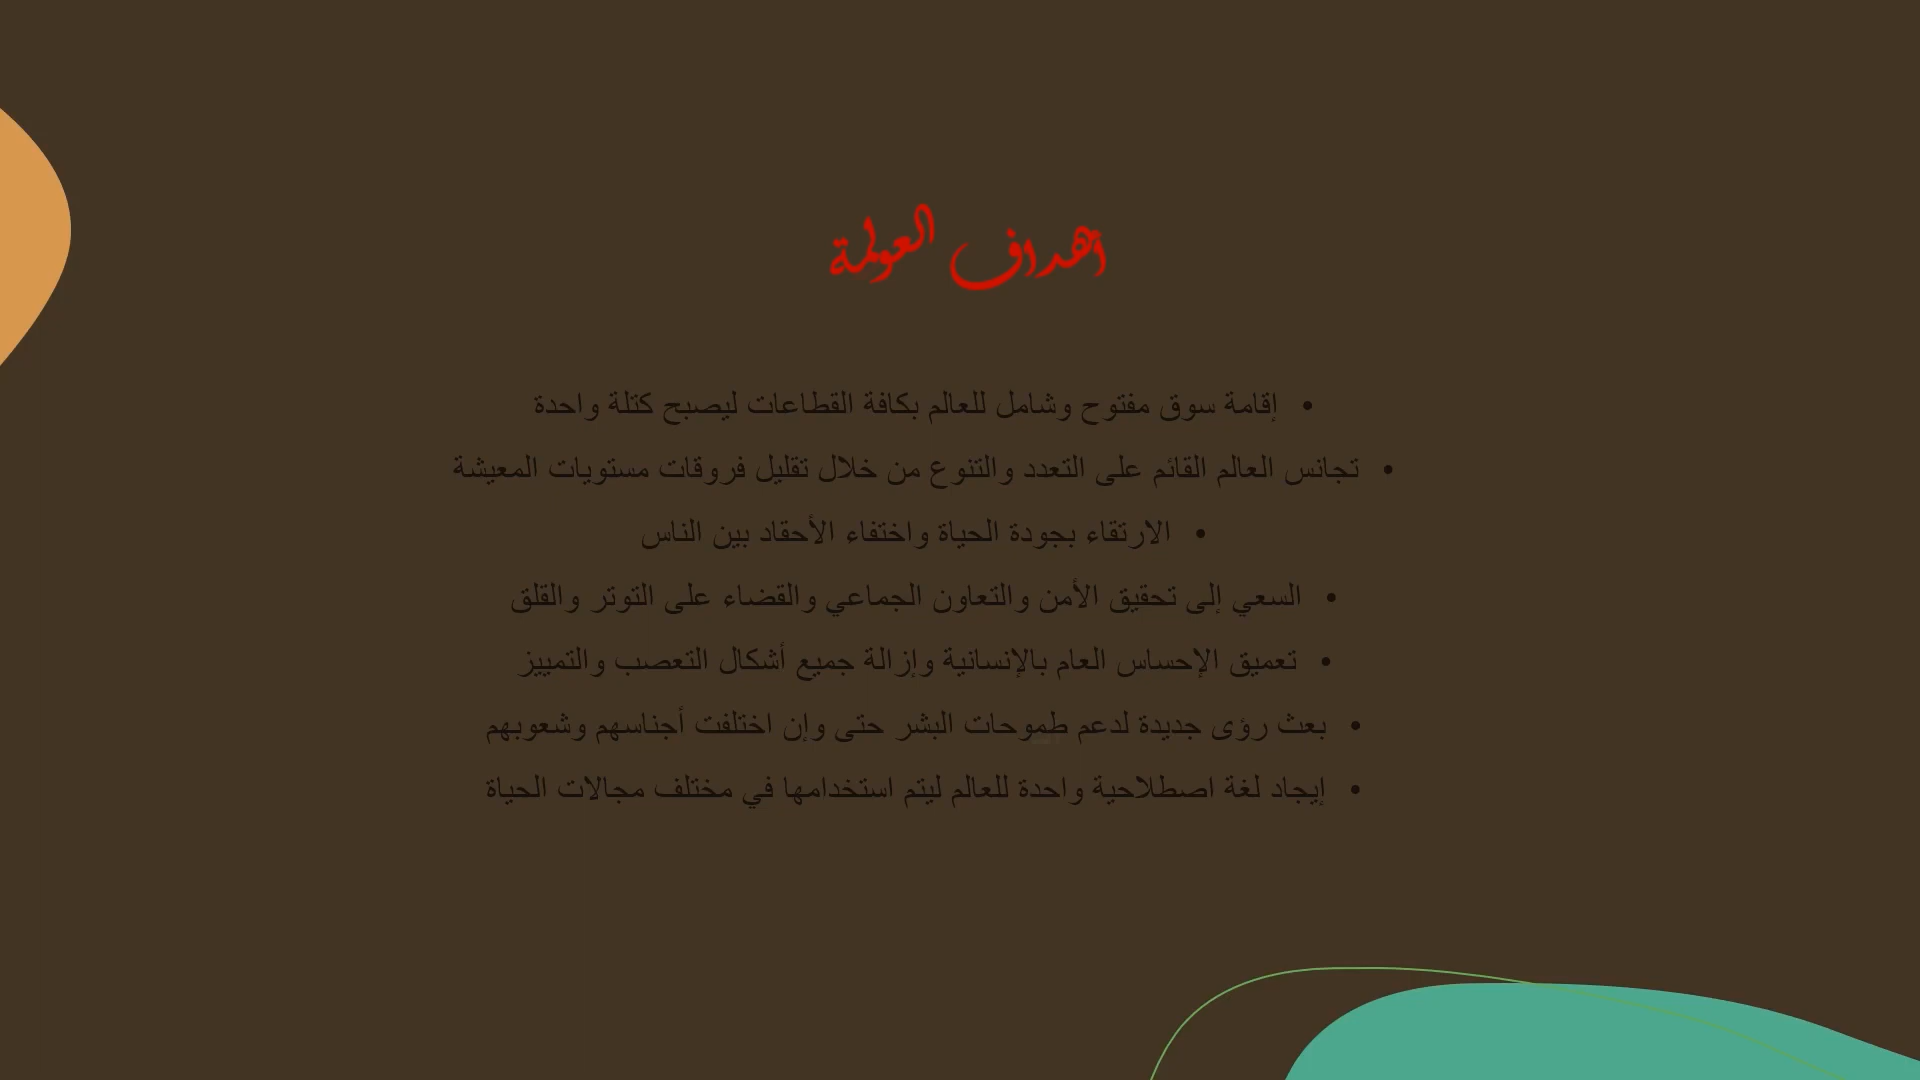 أهداف العولمة
• إقامة سوق مفتوح وشامل للعالم بكافة القطاعات ليصبح كتلة واحدة
• تجانس العالم القائم على التعدد والتنوع من خلال تقليل فروقات مستويات المعيشة
• الارتقاء بجودة الحياة واختفاء الأحقاد بين الناس
• السعي إلى تحقيق الأمن والتعاون الجماعي والقضاء على التوتر والقلق
• تعميق الإحساس العام بالإنسانية وإزالة جميع أشكال التعصب والتمييز
• بعث رؤى جديدة لدعم طموحات البشر حتى وإن اختلفت أجناسهم وشعوبهم
• إيجاد لغة اصطلاحية واحدة للعالم ليتم استخدامها في مختلف مجالات الحياة